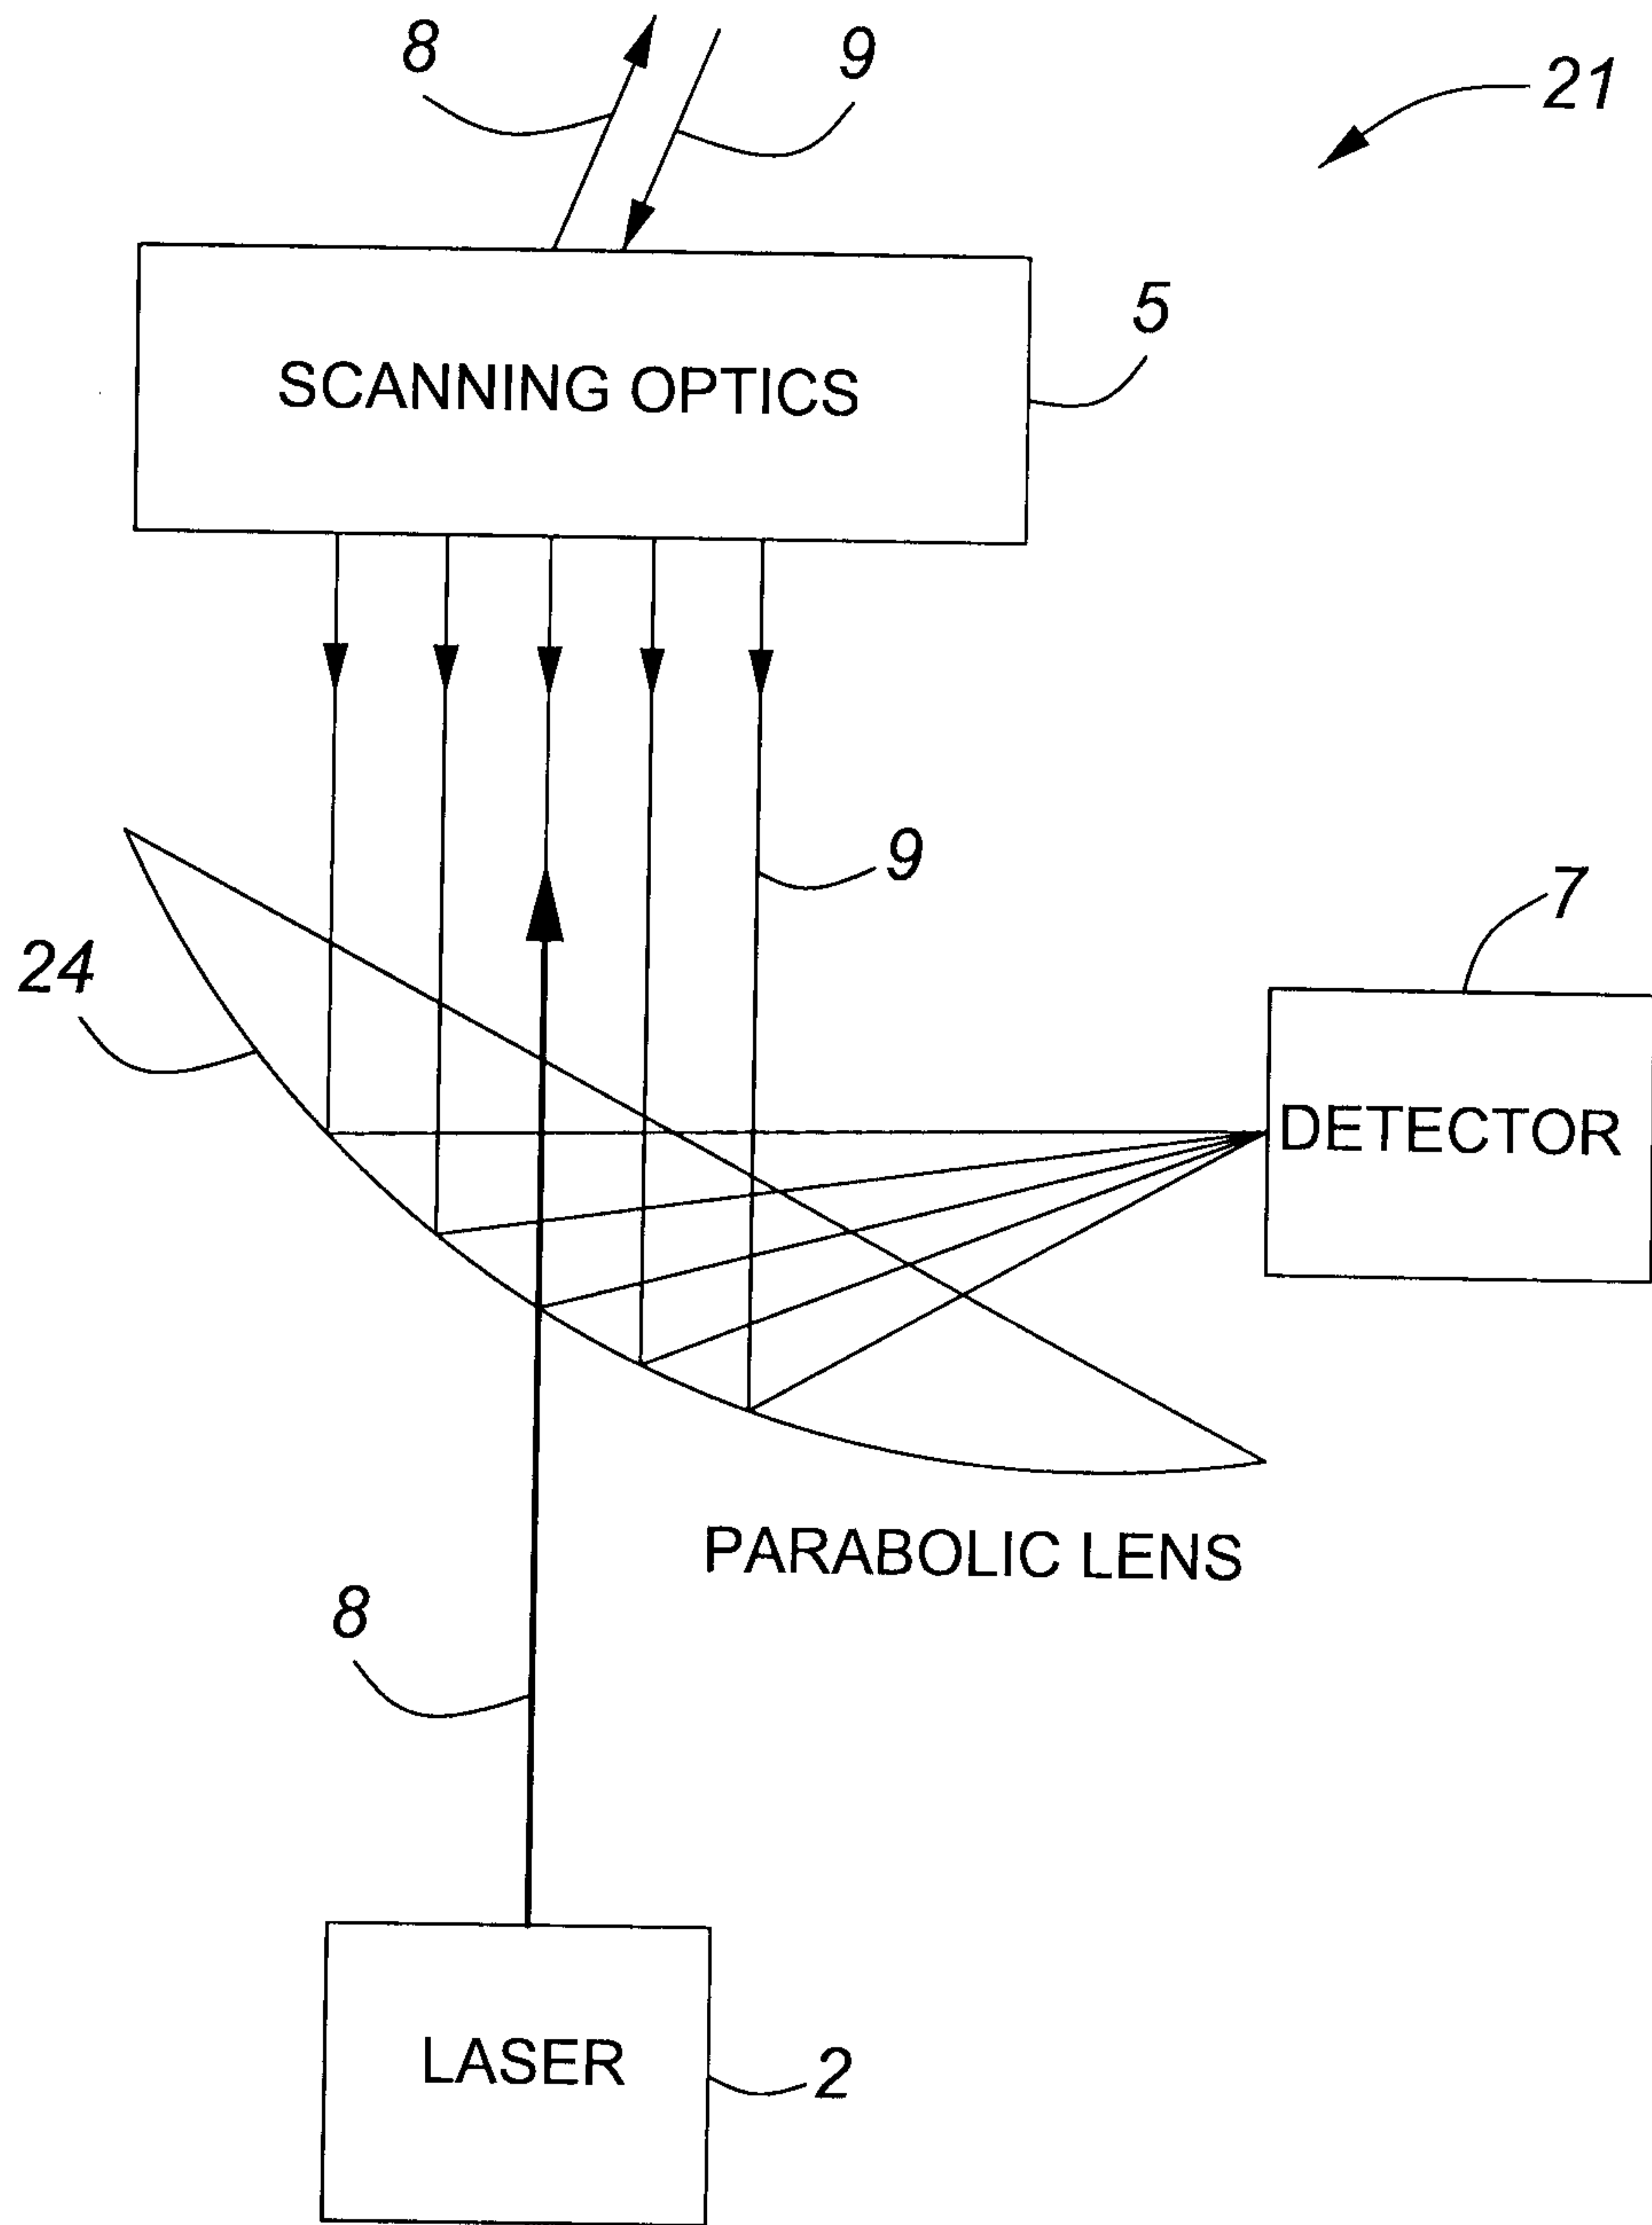 8
9
21
SCANNING OPTICS
5
9
7
24
DETECTOR
PARABOLIC LENS
8
LASER
2